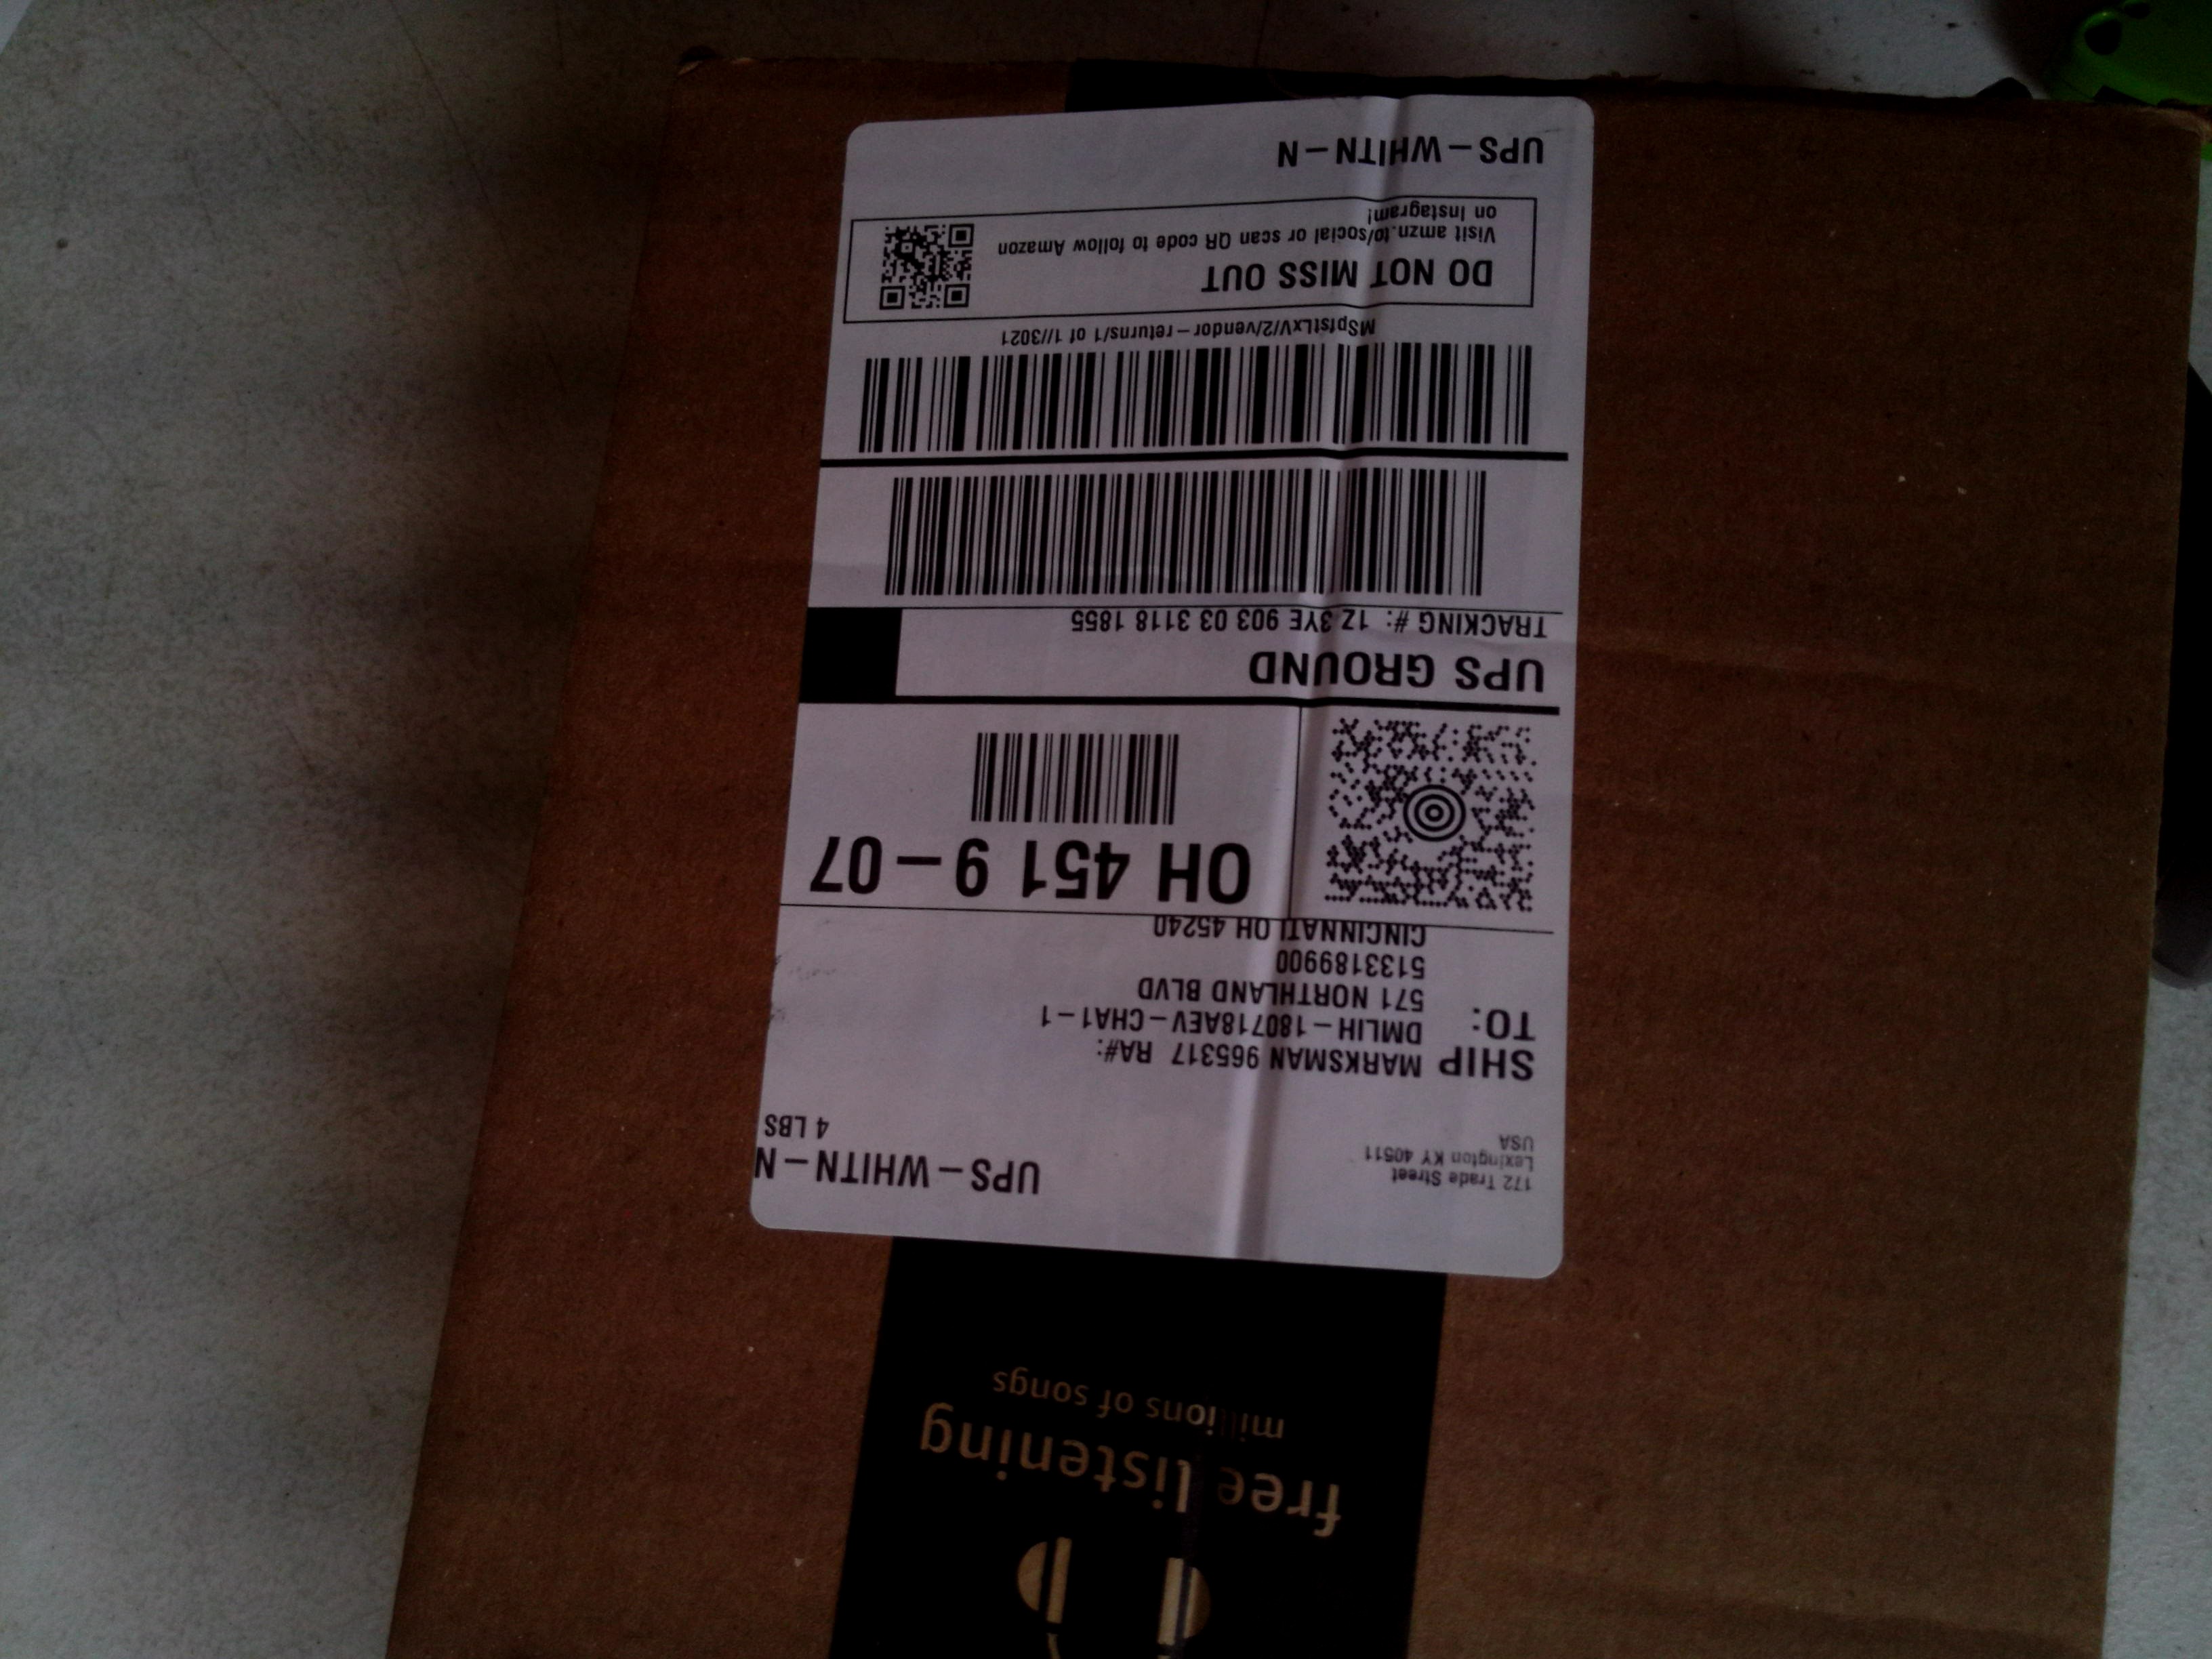 172 Trade Street
Lexington KY 40511
USA
UPS-WHITN-N
4 LBS
SHIP TO:
MARKSMAN 965317 RA#:
DMLIH-180718AEV-CHA1-1
571 NORTHLAND BLVD
5133189900
CINCINNATI OH 45240
OH 451 9-07
UPS GROUND
TRACKING #: 1Z 3YE 903 03 3118 1855
MSpfstLxV/2/vendor-returns/1 of 1//3021
DO NOT MISS OUT
Visit amzn.to/social or scan QR code to follow Amazon
on Instagram!
UPS-WHITN-N
free listening
millions of songs